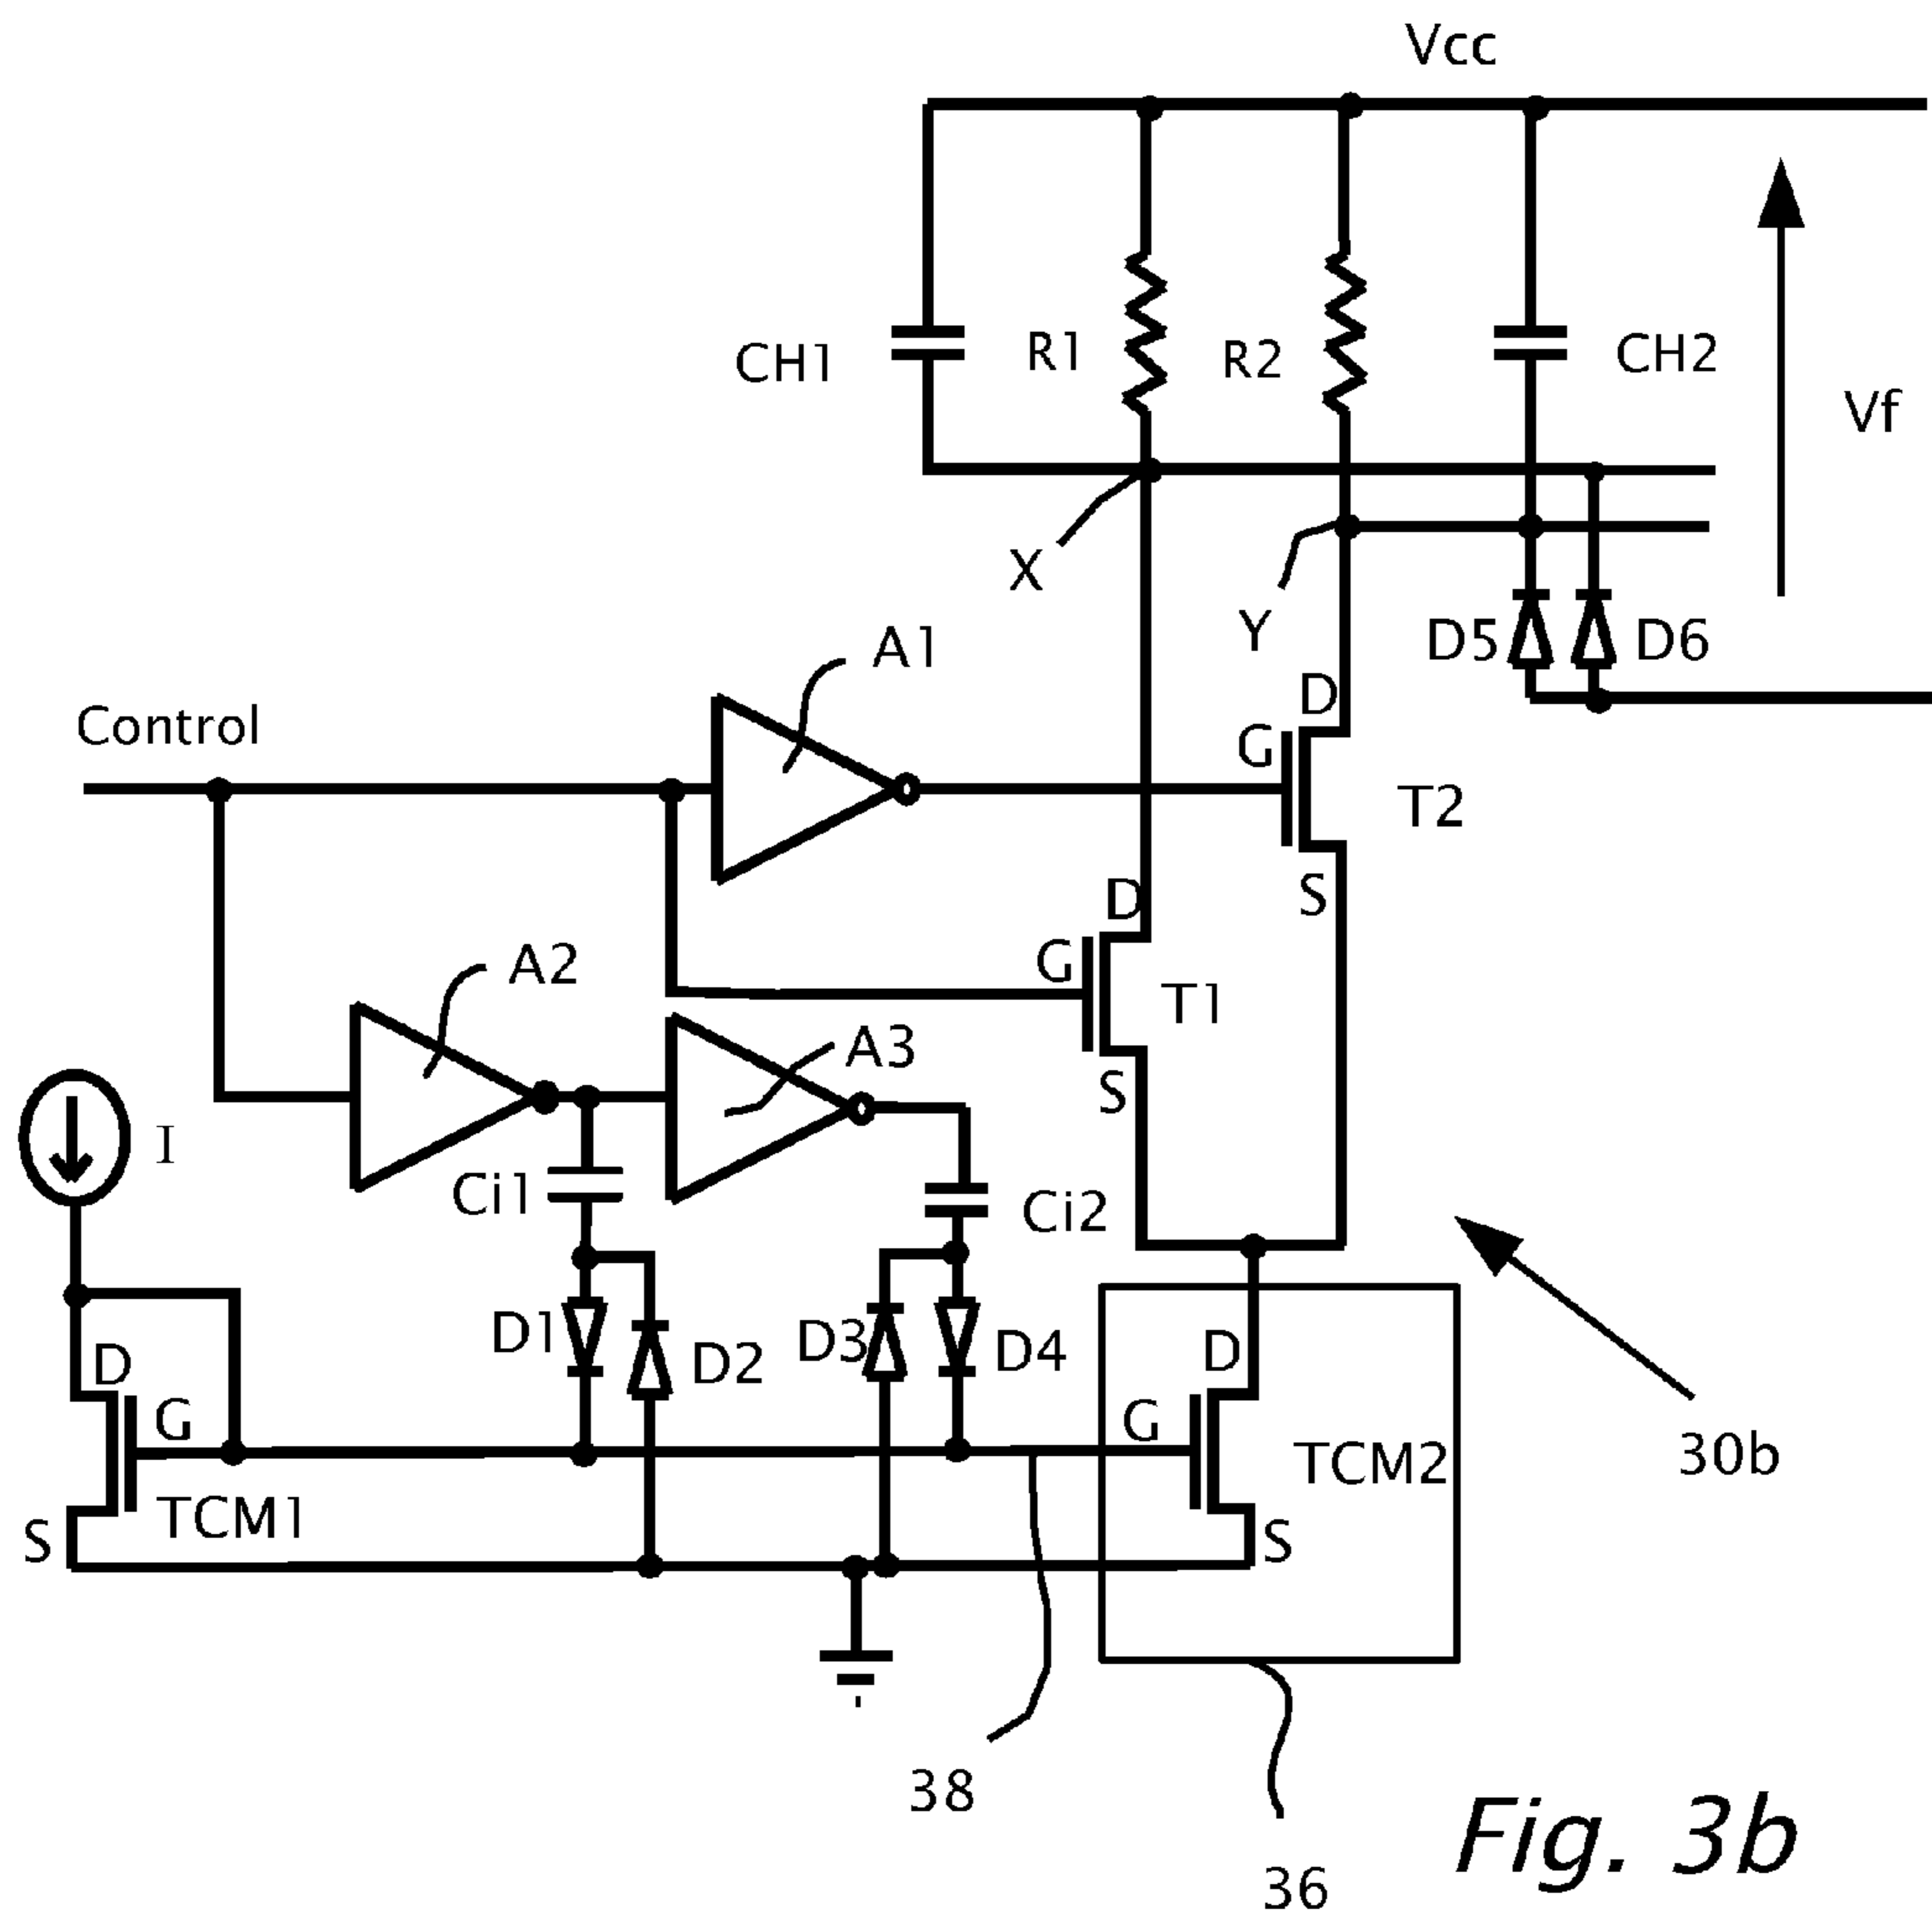 Vcc
CH1
R1
R2
CH2
Vf
X
Y
D5
D6
A1
Control
D
G
T2
S
D
G
T1
S
A2
A3
I
Ci1
Ci2
D1
D2
D3
D4
D
G
TCM1
S
D
G
TCM2
S
30b
38
36
Fig. 3b